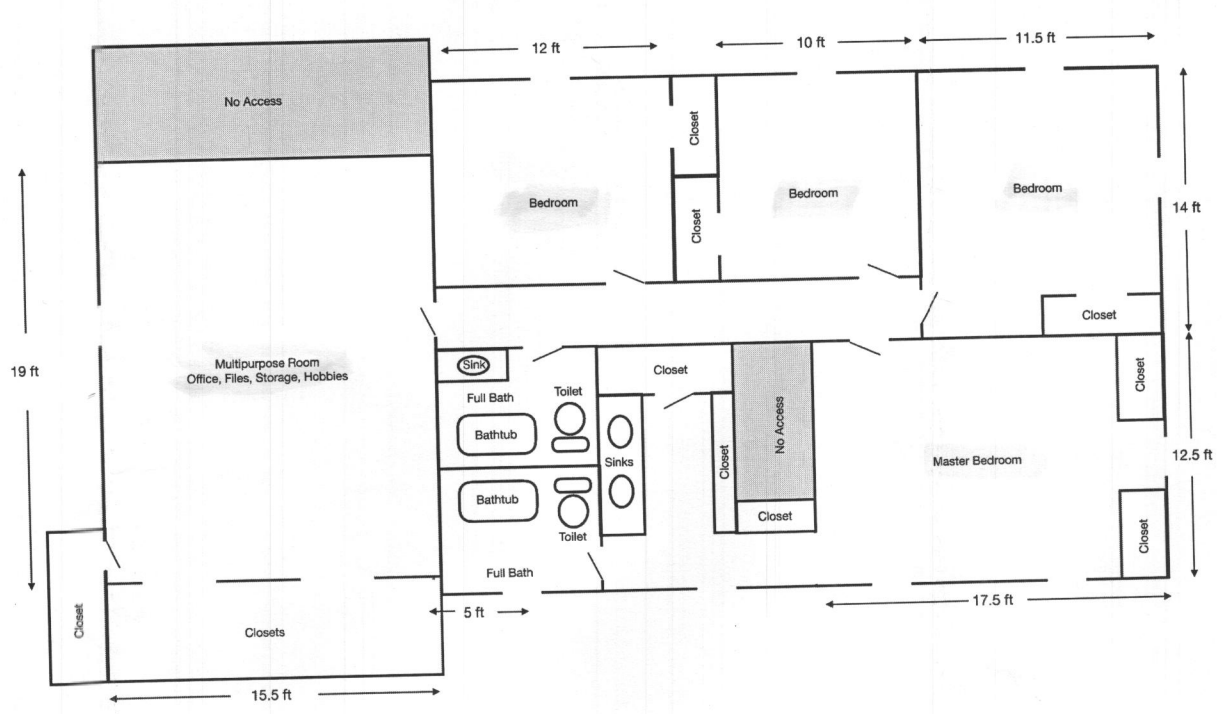 12 ft
10 ft
11.5 ft
No Access
Closet
Bedroom
Bedroom
Bedroom
14 ft
Closet
Closet
19 ft
Multipurpose Room
Office, Files, Storage, Hobbies
Sink
Full Bath
Toilet
Bathtub
Closet
No Access
Closet
Sinks
Closet
Master Bedroom
Closet
12.5 ft
Bathtub
Toilet
Full Bath
Closet
Closet
5 ft
17.5 ft
Closet
Closets
15.5 ft